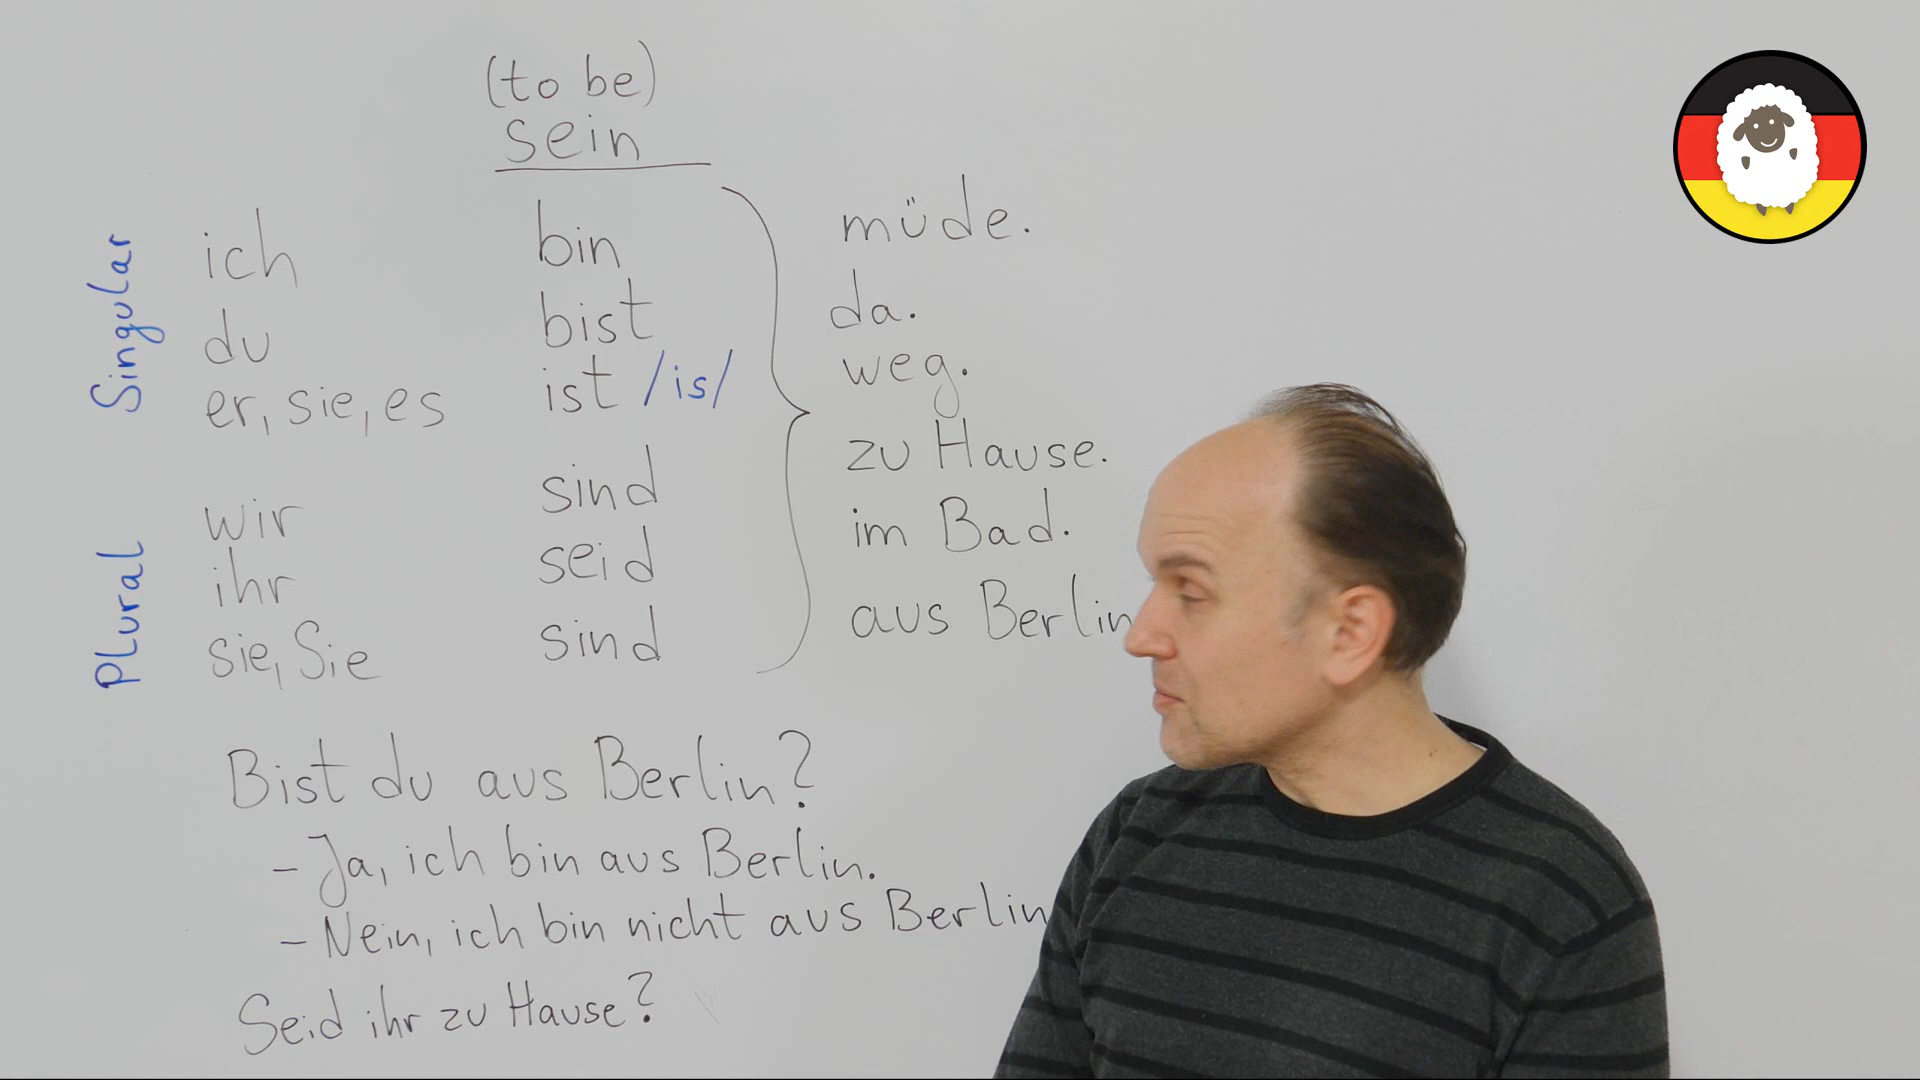 (to be)
sein
Singular
ich bin müde.
du bist da.
er, sie, es ist /is/ weg.
zu Hause.
Plural
wir sind im Bad.
ihr seid aus Berlin
sie, Sie sind
Bist du aus Berlin?
- Ja, ich bin aus Berlin.
- Nein, ich bin nicht aus Berlin
Seid ihr zu Hause?